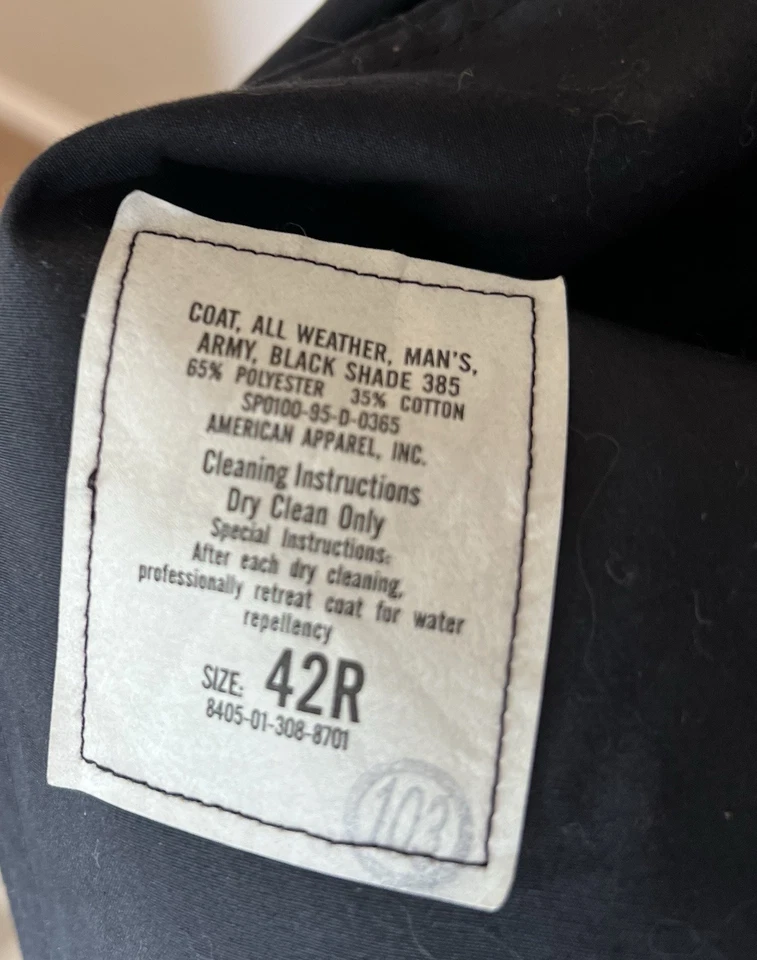 COAT, ALL WEATHER, MAN'S,
ARMY, BLACK SHADE 385
65% POLYESTER 35% COTTON
SP0100-95-D-0365
AMERICAN APPAREL, INC.
Cleaning Instructions
Dry Clean Only
Special Instructions:
After each dry cleaning,
professionally retreat coat for water
repellency
SIZE: 42R
8405-01-308-8701
103